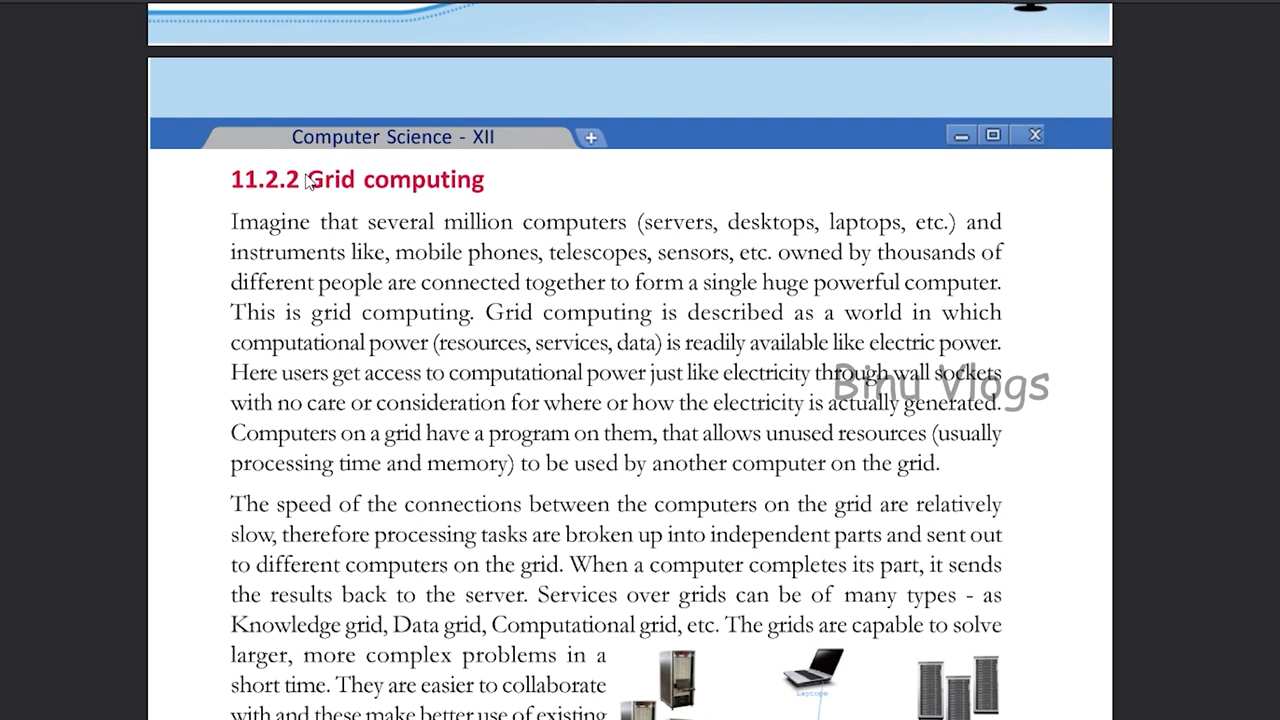 Computer Science - XII
11.2.2 Grid computing
Imagine that several million computers (servers, desktops, laptops, etc.) and
instruments like, mobile phones, telescopes, sensors, etc. owned by thousands of
different people are connected together to form a single huge powerful computer.
This is grid computing. Grid computing is described as a world in which
computational power (resources, services, data) is readily available like electric power.
Here users get access to computational power just like electricity through wall sockets
Binu Vlogs
with no care or consideration for where or how the electricity is actually generated.
Computers on a grid have a program on them, that allows unused resources (usually
processing time and memory) to be used by another computer on the grid.
The speed of the connections between the computers on the grid are relatively
slow, therefore processing tasks are broken up into independent parts and sent out
to different computers on the grid. When a computer completes its part, it sends
the results back to the server. Services over grids can be of many types - as
Knowledge grid, Data grid, Computational grid, etc. The grids are capable to solve
larger, more complex problems in a
short time. They are easier to collaborate
with and these make better use of existing
Laptops